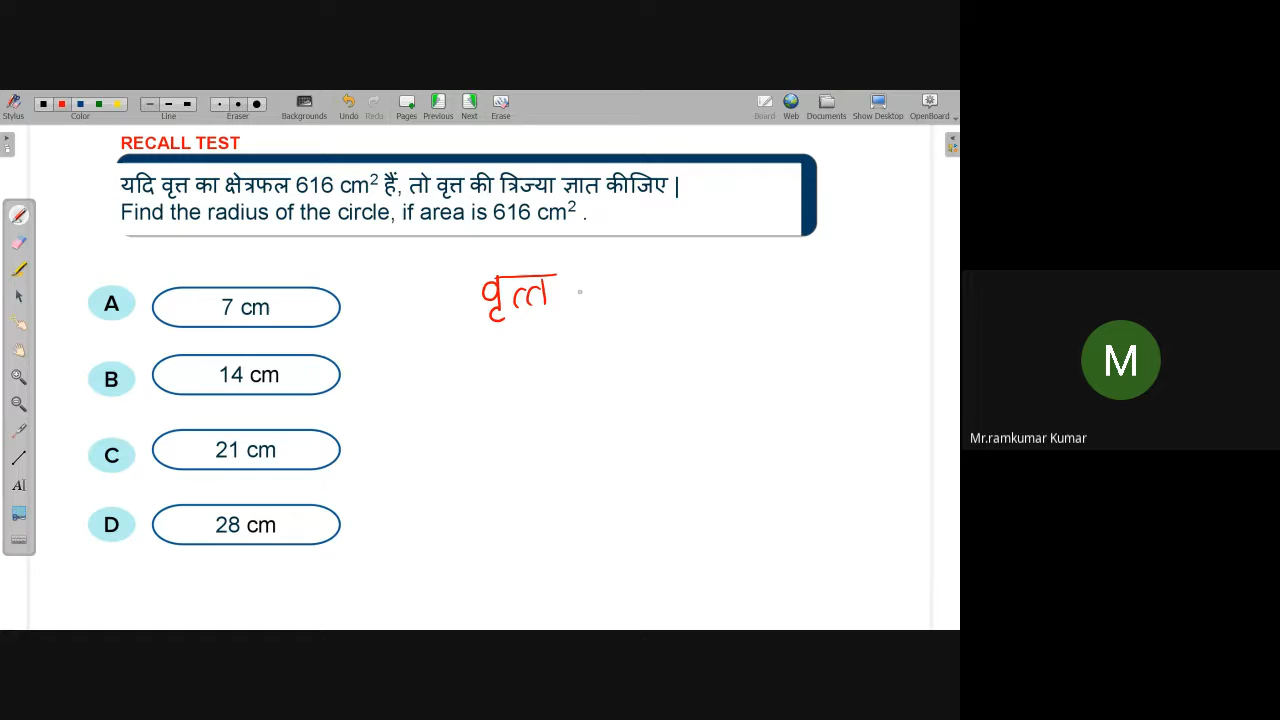 Stylus Color Line Eraser Backgrounds Undo Redo Pages Previous Next Erase Board Web Documents Show Desktop OpenBoard
RECALL TEST
यदि वृत्त का क्षेत्रफल 616 cm² हैं, तो वृत्त की त्रिज्या ज्ञात कीजिए |
Find the radius of the circle, if area is 616 cm² .
वृत्त
A 7 cm
B 14 cm
C 21 cm
D 28 cm
M
Mr.ramkumar Kumar